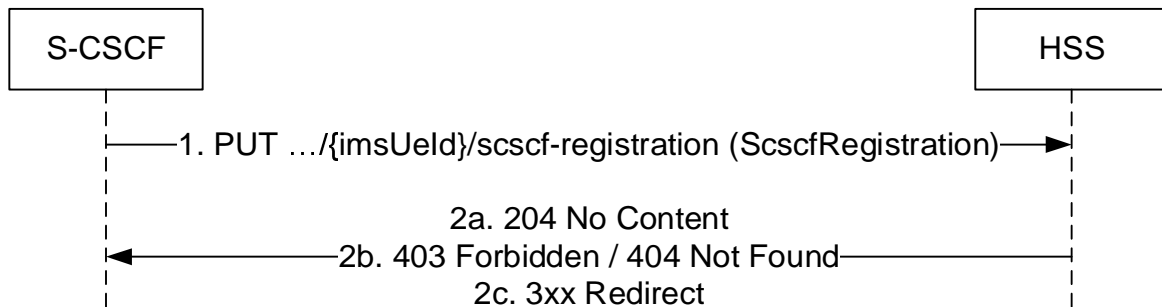 S-CSCF
HSS
1. PUT …/{imsUeId}/scscf-registration (ScscfRegistration)
2a. 204 No Content
2b. 403 Forbidden / 404 Not Found
2c. 3xx Redirect